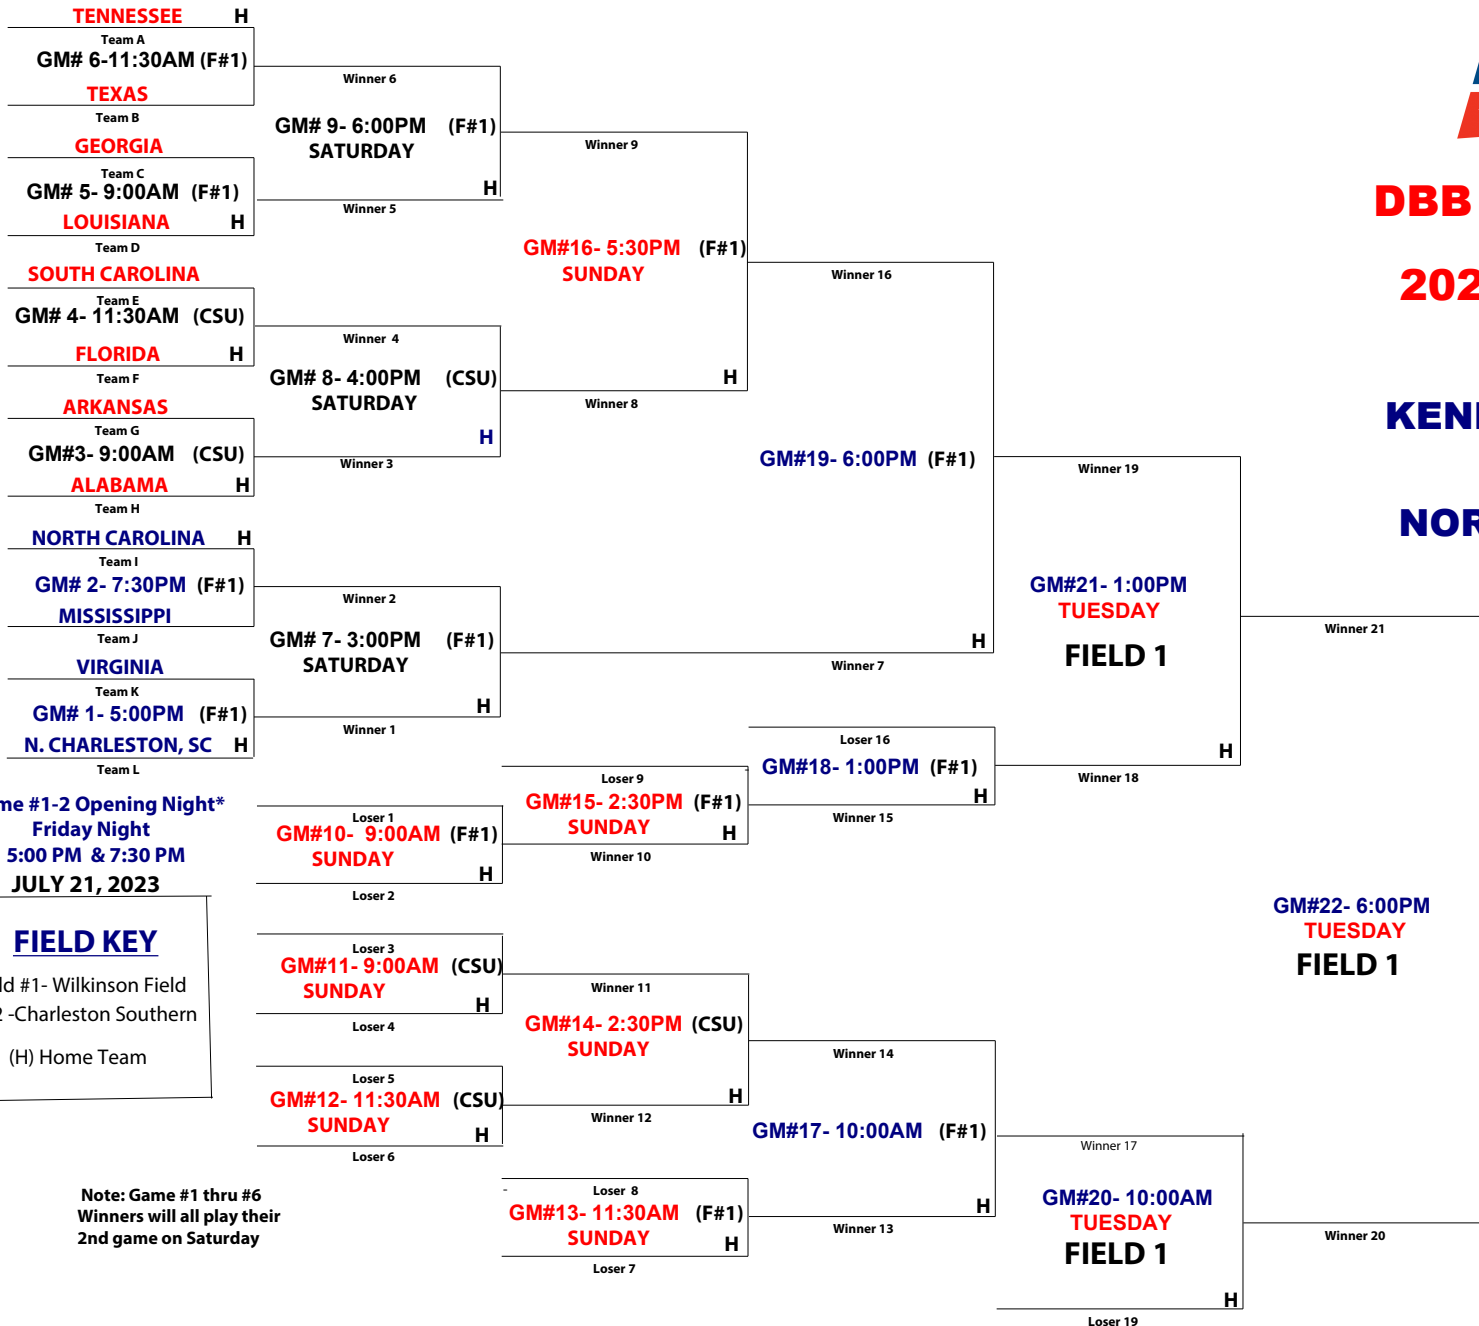 TENNESSEE H
Team A
GM# 6-11:30AM (F#1)
TEXAS
Team B
GEORGIA
Team C
GM# 5- 9:00AM (F#1)
LOUISIANA H
Team D
SOUTH CAROLINA
Team E
GM# 4- 11:30AM (CSU)
FLORIDA H
Team F
ARKANSAS
Team G
GM#3- 9:00AM (CSU)
ALABAMA H
Team H
NORTH CAROLINA H
Team I
GM# 2- 7:30PM (F#1)
MISSISSIPPI
Team J
VIRGINIA
Team K
GM# 1- 5:00PM (F#1)
N. CHARLESTON, SC H
Team L
me #1-2 Opening Night*
Friday Night
5:00 PM & 7:30 PM
JULY 21, 2023
FIELD KEY
ld #1- Wilkinson Field
2 -Charleston Southern
(H) Home Team
Note: Game #1 thru #6
Winners will all play their
2nd game on Saturday
Winner 6
GM# 9- 6:00PM (F#1)
SATURDAY
H
Winner 5
Winner 4
GM# 8- 4:00PM (CSU)
SATURDAY
H
Winner 3
Winner 2
GM# 7- 3:00PM (F#1)
SATURDAY
H
Winner 1
Loser 1
GM#10- 9:00AM (F#1)
SUNDAY
H
Loser 2
Loser 3
GM#11- 9:00AM (CSU)
SUNDAY
H
Loser 4
Loser 5
GM#12- 11:30AM (CSU)
SUNDAY
H
Loser 6
Winner 9
GM#16- 5:30PM (F#1)
SUNDAY
H
Winner 8
Loser 9
GM#15- 2:30PM (F#1)
SUNDAY
H
Winner 10
Winner 11
GM#14- 2:30PM (CSU)
SUNDAY
H
Winner 12
Loser 8
GM#13- 11:30AM (F#1)
SUNDAY
H
Loser 7
Winner 16
GM#19- 6:00PM (F#1)
H
Winner 7
Loser 16
GM#18- 1:00PM (F#1)
H
Winner 15
Winner 14
GM#17- 10:00AM (F#1)
H
Winner 13
Winner 19
GM#21- 1:00PM
TUESDAY
FIELD 1
H
Winner 18
Winner 17
GM#20- 10:00AM
TUESDAY
FIELD 1
H
Loser 19
Winner 21
GM#22- 6:00PM
TUESDAY
FIELD 1
Winner 20
DBB
202
KEN
NOR